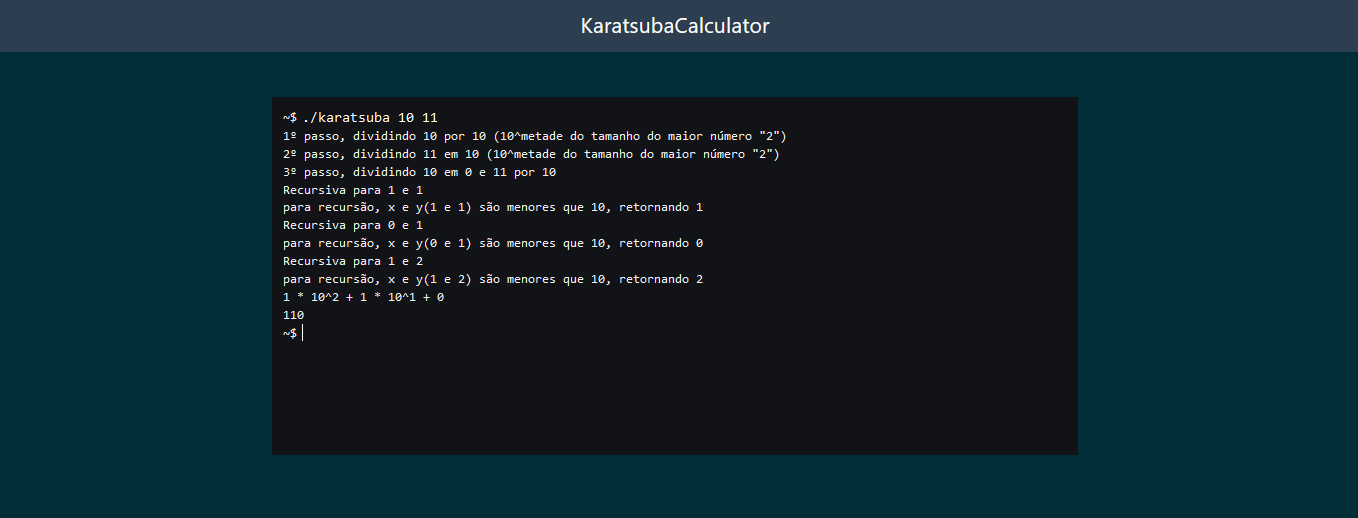 KaratsubaCalculator
~$ ./karatsuba 10 11
1º passo, dividindo 10 por 10 (10^metade do tamanho do maior número "2")
2º passo, dividindo 11 em 10 (10^metade do tamanho do maior número "2")
3º passo, dividindo 10 em 0 e 11 por 10
Recursiva para 1 e 1
para recursão, x e y(1 e 1) são menores que 10, retornando 1
Recursiva para 0 e 1
para recursão, x e y(0 e 1) são menores que 10, retornando 0
Recursiva para 1 e 2
para recursão, x e y(1 e 2) são menores que 10, retornando 2
1 * 10^2 + 1 * 10^1 + 0
110
~$